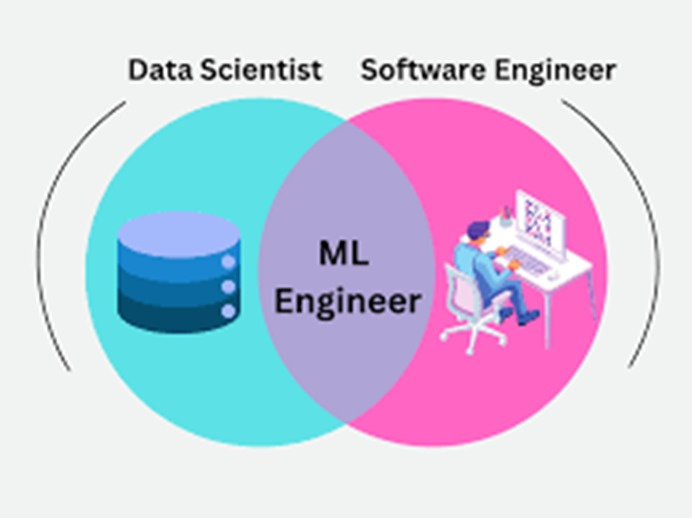 Data Scientist Software Engineer
ML
Engineer